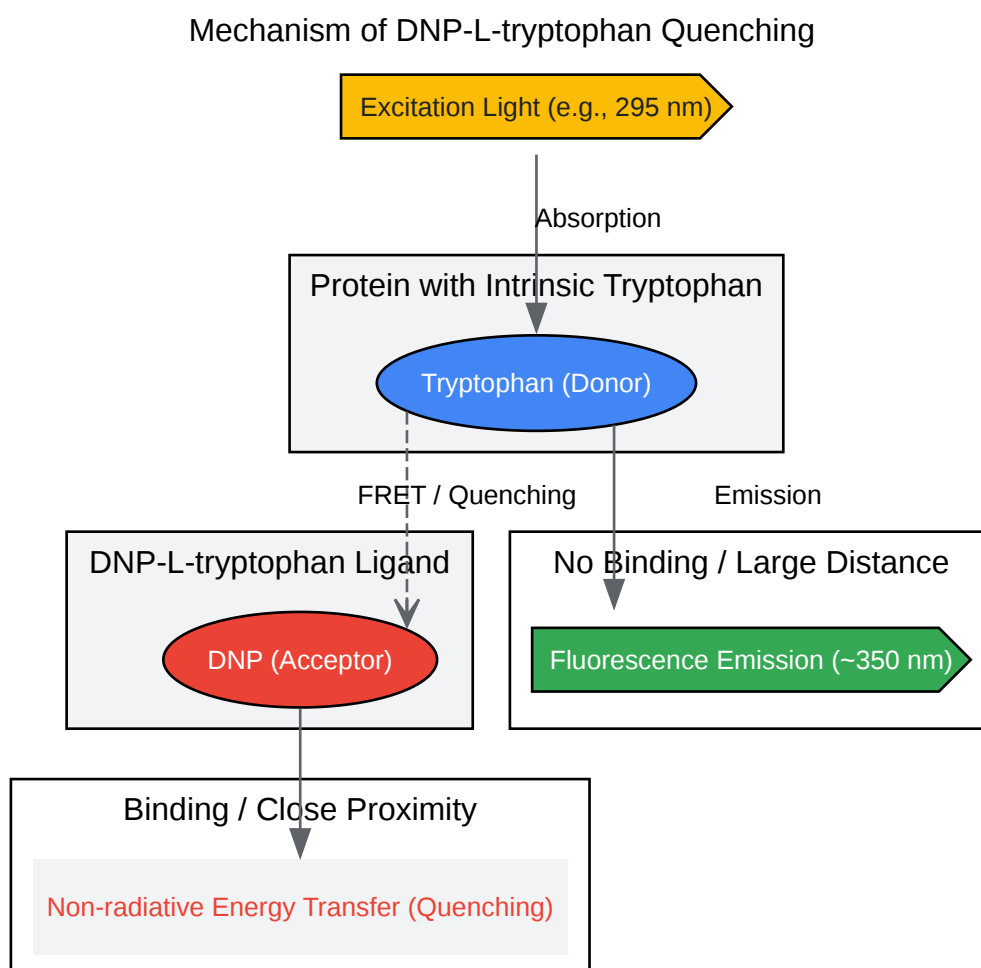 Mechanism of DNP-L-tryptophan Quenching
Excitation Light (e.g., 295 nm)
Absorption
Protein with Intrinsic Tryptophan
Tryptophan (Donor)
FRET / Quenching
Emission
DNP-L-tryptophan Ligand
DNP (Acceptor)
No Binding / Large Distance
Fluorescence Emission (~350 nm)
Binding / Close Proximity
Non-radiative Energy Transfer (Quenching)